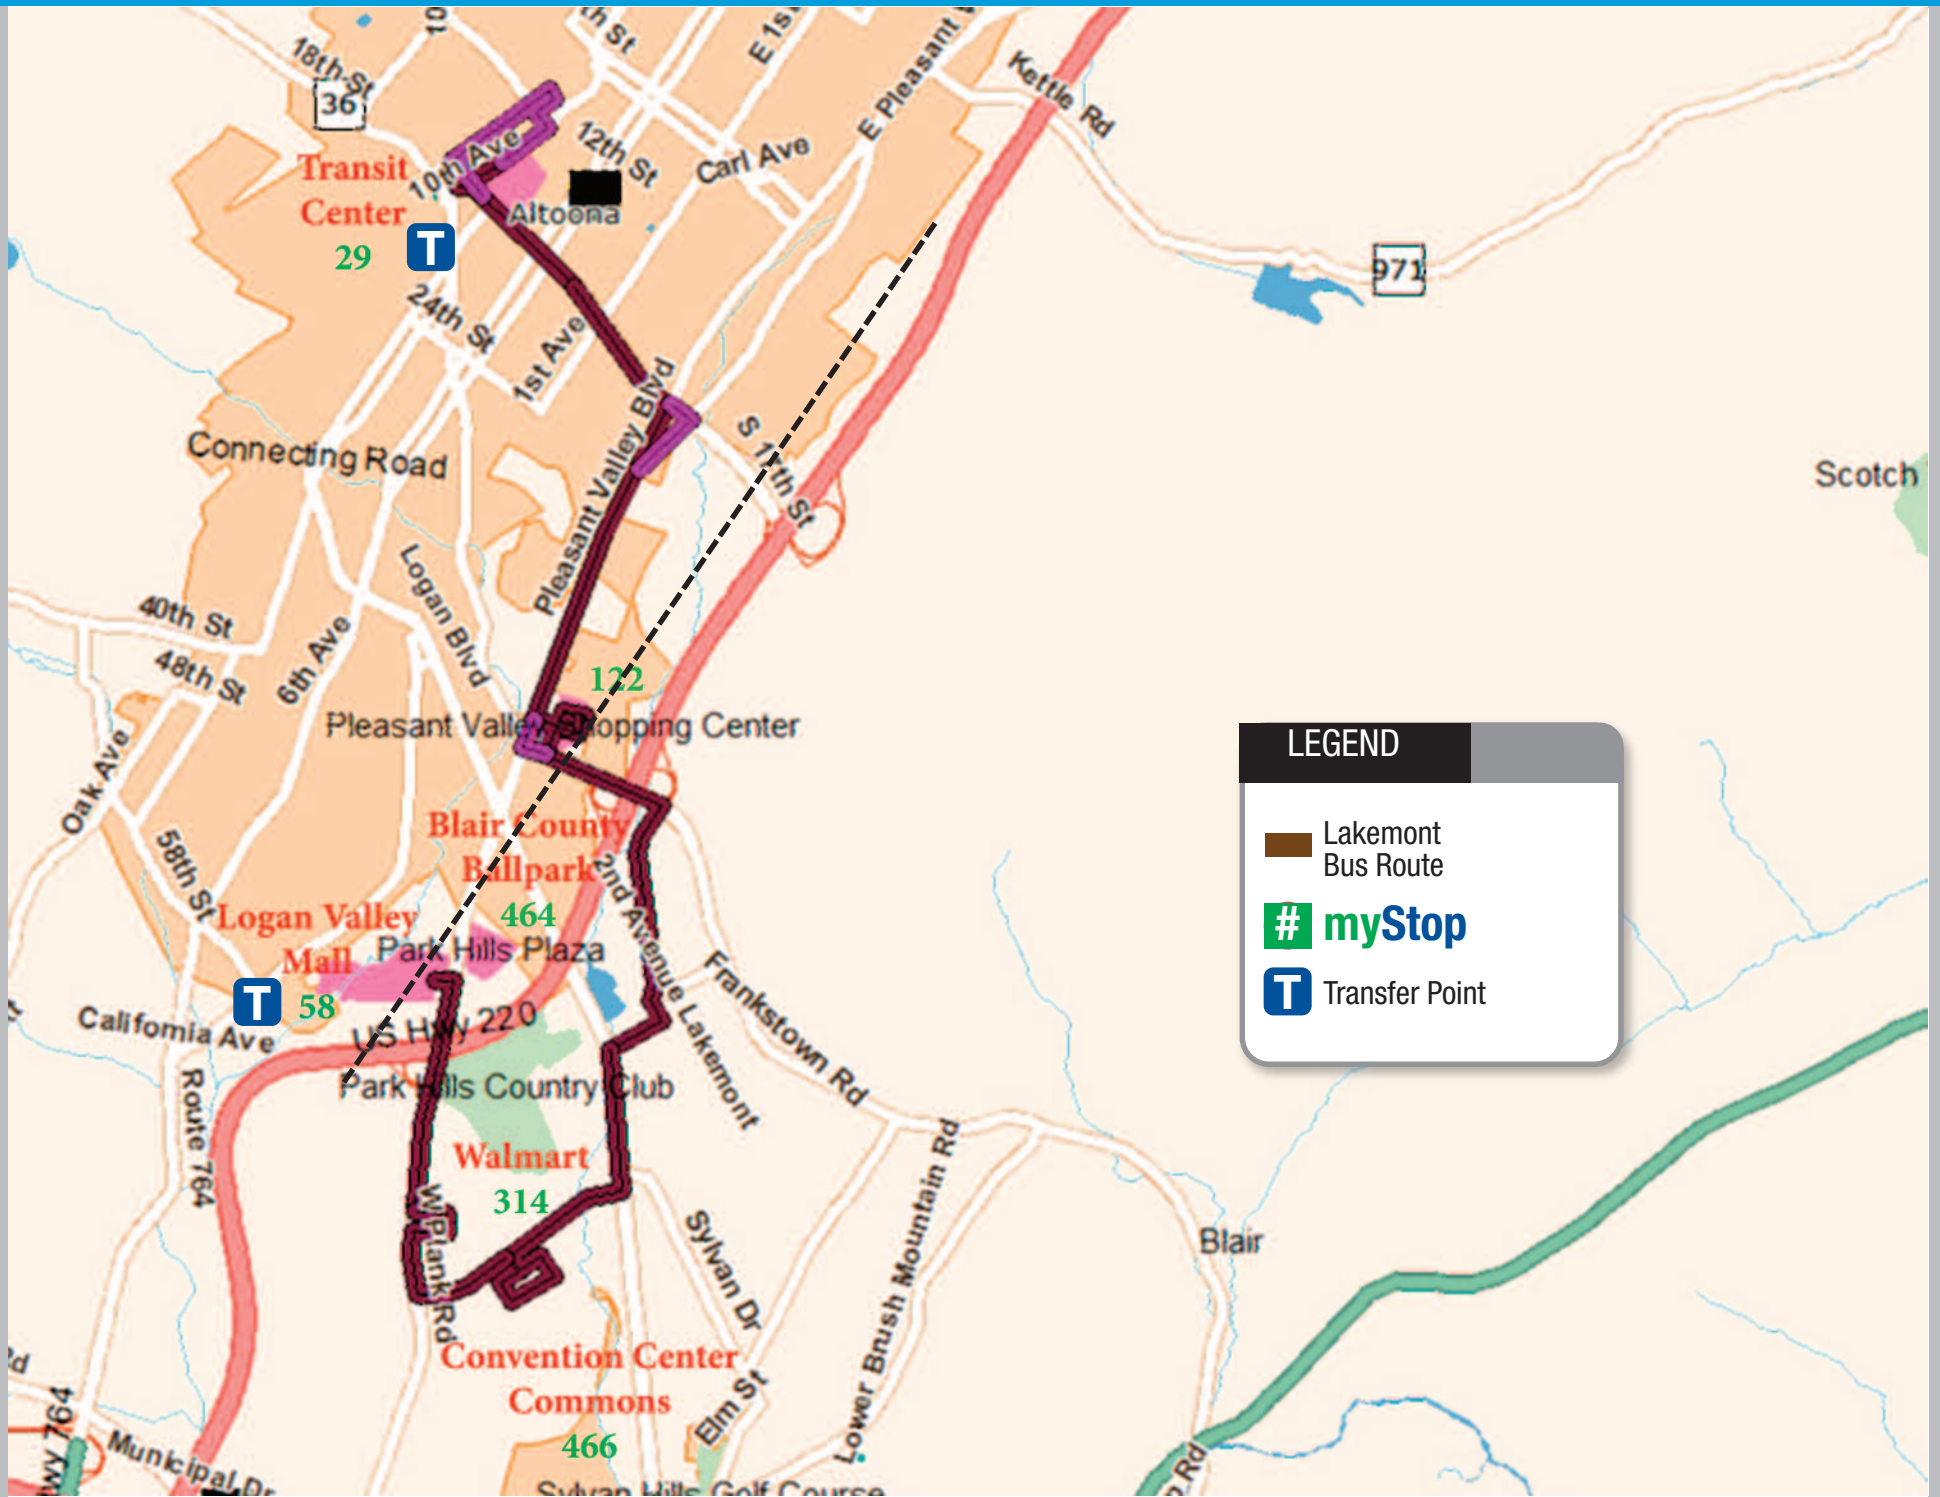 18th St
36
10th Ave
12th St
Carl Ave
E Pleasant
Kettle Rd
E 1st
Transit
Center
29
T
Altoona
971
24th St
1st Ave
Pleasant Valley Blvd
S 17th St
Connecting Road
Scotch
Logan Blvd
40th St
48th St
6th Ave
122
Pleasant Valley Shopping Center
Oak Ave
58th St
Blair County
Ballpark
464
2nd Avenue Lakemont
Logan Valley
Mall
58
T
Park Hills Plaza
California Ave
US Hwy 220
Frankstown Rd
Park Hills Country Club
Route 764
Walmart
314
W Plank Rd
Sylvan Dr
Lower Brush Mountain Rd
Blair
Convention Center
Commons
466
Elm St
Municipal Dr
Hwy 764
Rd
Sylvan Hills Golf Course
Rd
LEGEND
Lakemont
Bus Route
# myStop
T Transfer Point